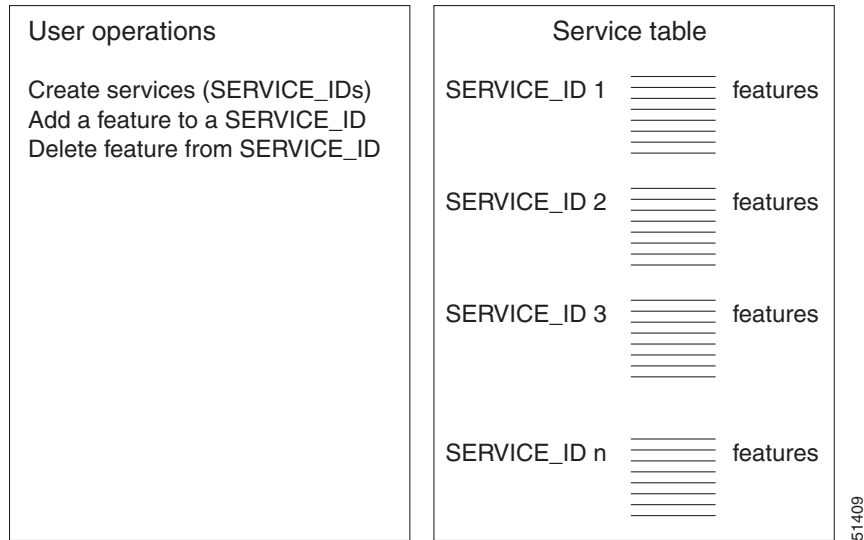 User operations
Create services (SERVICE_IDs)
Add a feature to a SERVICE_ID
Delete feature from SERVICE_ID
Service table
SERVICE_ID 1 features
SERVICE_ID 2 features
SERVICE_ID 3 features
SERVICE_ID n features
51409